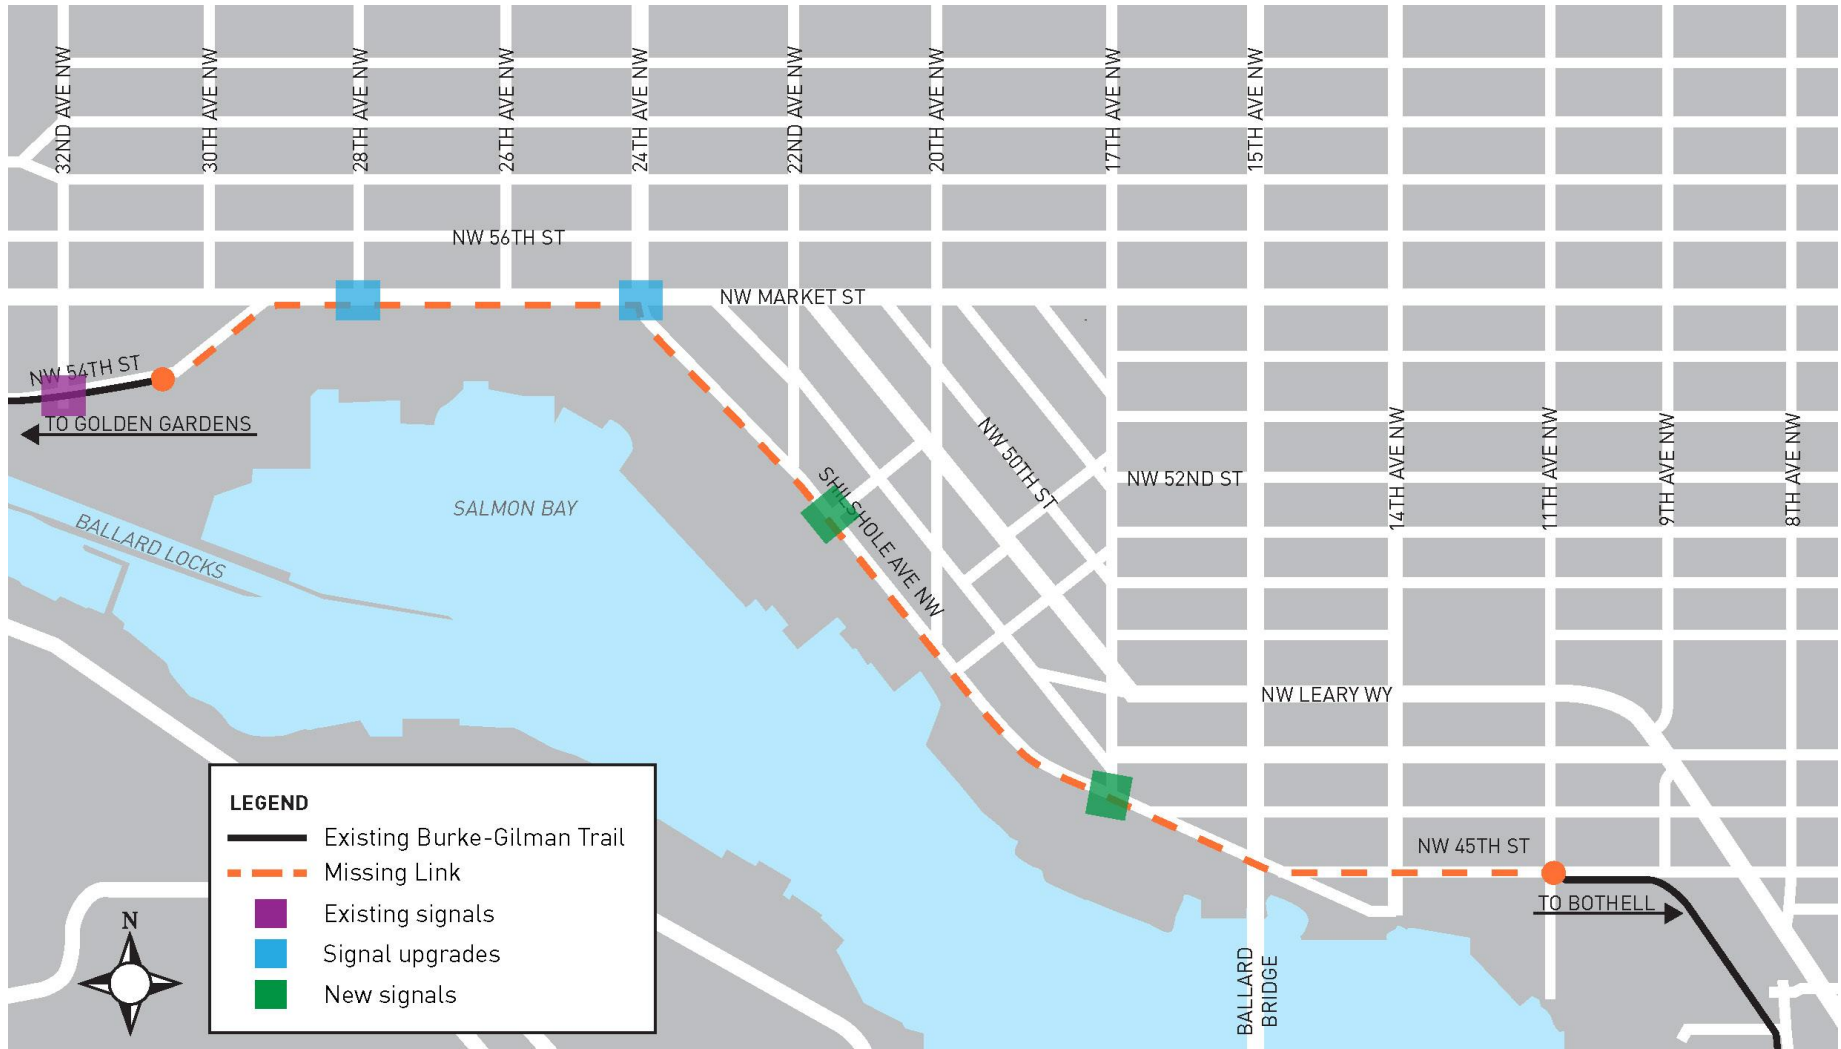 32ND AVE NW
30TH AVE NW
28TH AVE NW
26TH AVE NW
24TH AVE NW
22ND AVE NW
20TH AVE NW
17TH AVE NW
15TH AVE NW
NW 56TH ST
NW MARKET ST
NW 54TH ST
TO GOLDEN GARDENS
SALMON BAY
BALLARD LOCKS
SHILSHOLE AVE NW
NW 50TH ST
NW 52ND ST
14TH AVE NW
11TH AVE NW
9TH AVE NW
8TH AVE NW
NW LEARY WY
NW 45TH ST
TO BOTHELL
BALLARD
BRIDGE
N
LEGEND
Existing Burke-Gilman Trail
Missing Link
Existing signals
Signal upgrades
New signals